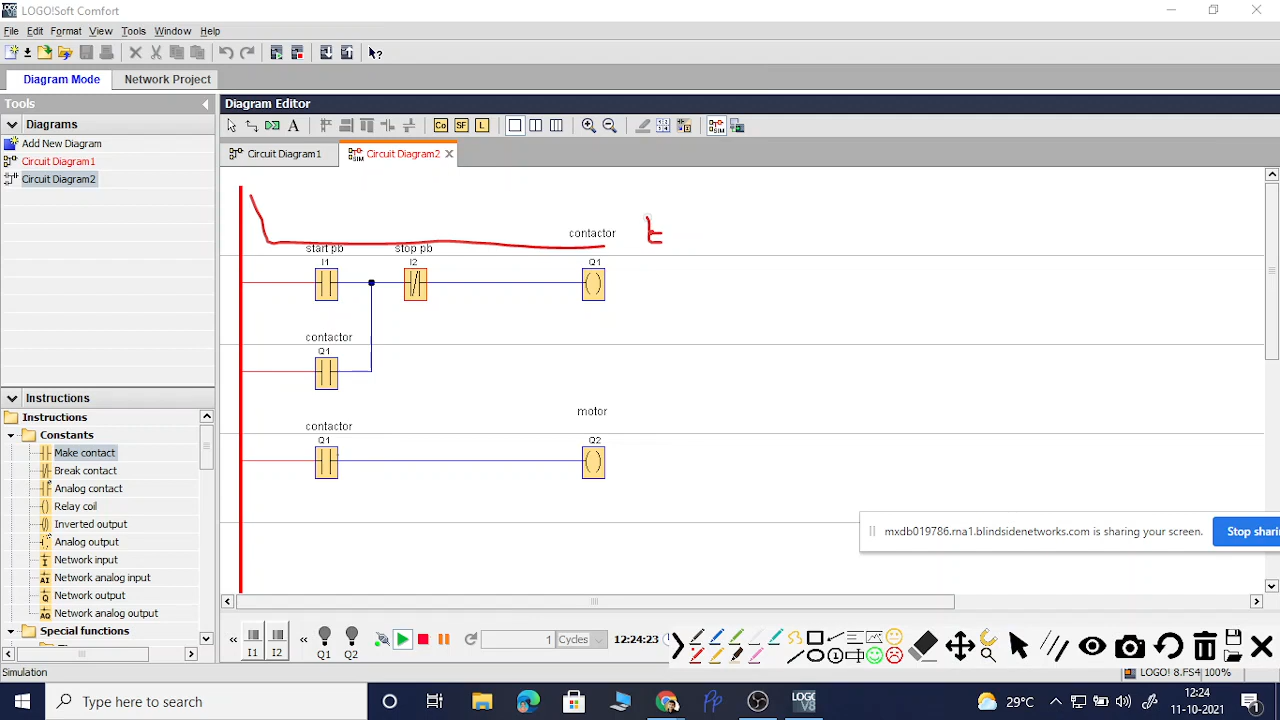 LOGO!Soft Comfort
File Edit Format View Tools Window Help
Diagram Mode Network Project
Tools
Diagrams
Add New Diagram
Circuit Diagram1
Circuit Diagram2
Instructions
Instructions
Constants
Make contact
Break contact
Analog contact
Relay coil
Inverted output
Analog output
Network input
Network analog input
Network output
Network analog output
Special functions
Diagram Editor
Co SF L
Circuit Diagram1 Circuit Diagram2
t
contactor
start pb stop pb
I1 I2 Q1
contactor
Q1
motor
contactor
Q1 Q2
mxdb019786.rna1.blindsidenetworks.com is sharing your screen. Stop shari
I1 I2 Q1 Q2 1 Cycles 12:24:23
Simulation LOGO! 8.FS4 100%
Type here to search
29°C
12:24
11-10-2021